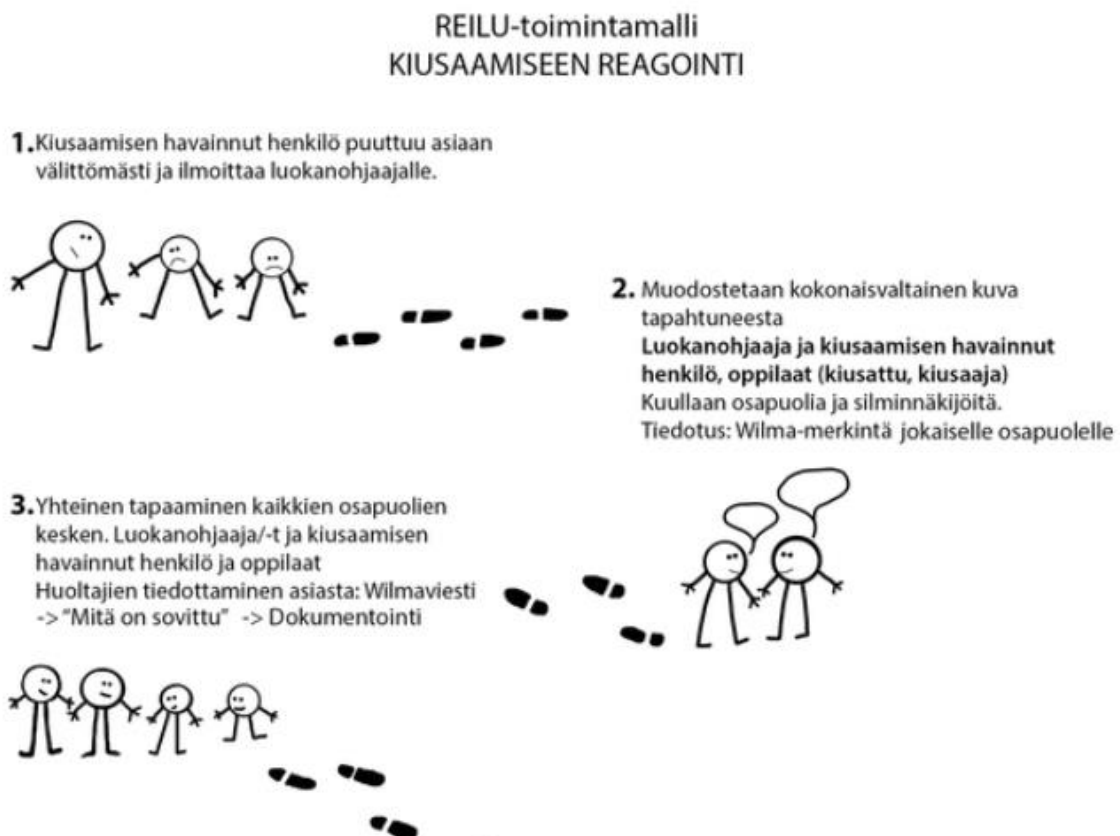 REILU-toimintamalli
KIUSAAMISEEN REAGOINTI
1. Kiusaamisen havainnut henkilö puuttuu asiaan
välittömästi ja ilmoittaa luokanohjaajalle.
2. Muodostetaan kokonaisvaltainen kuva
tapahtuneesta
Luokanohjaaja ja kiusaamisen havainnut
henkilö, oppilaat (kiusattu, kiusaaja)
Kuullaan osapuolia ja silminnäkijöitä.
Tiedotus: Wilma-merkintä jokaiselle osapuolelle
3. Yhteinen tapaaminen kaikkien osapuolien
kesken. Luokanohjaaja/-t ja kiusaamisen
havainnut henkilö ja oppilaat
Huoltajien tiedottaminen asiasta: Wilmaviesti
-> "Mitä on sovittu" -> Dokumentointi